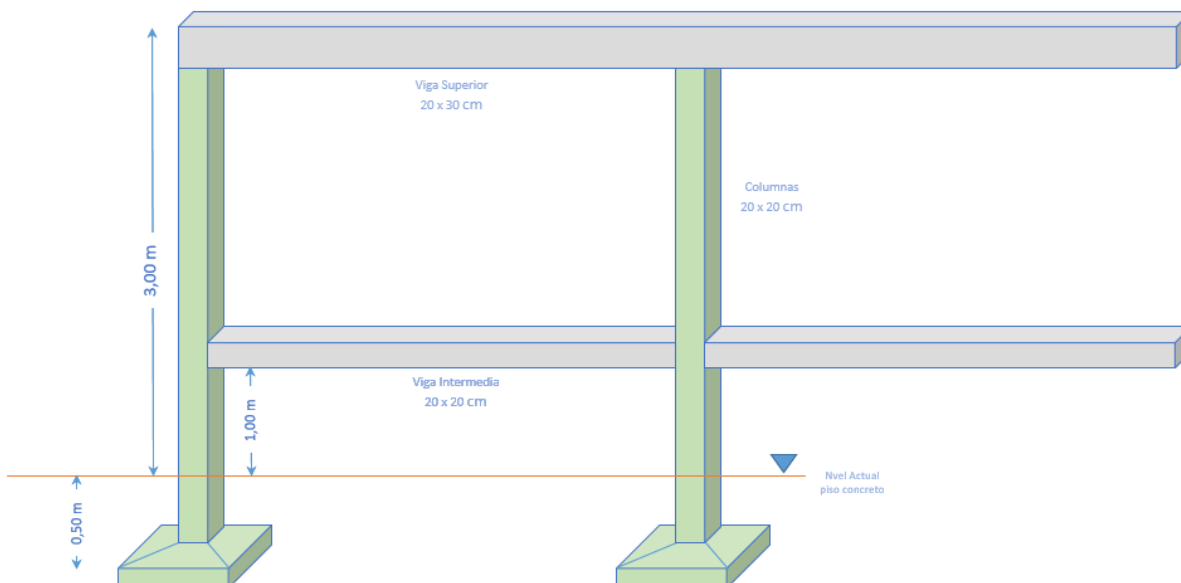 Viga Superior
20 x 30 cm
Columnas
20 x 20 cm
3,00 m
Viga Intermedia
20 x 20 cm
1,00 m
Nvel Actual
piso concreto
0,50 m